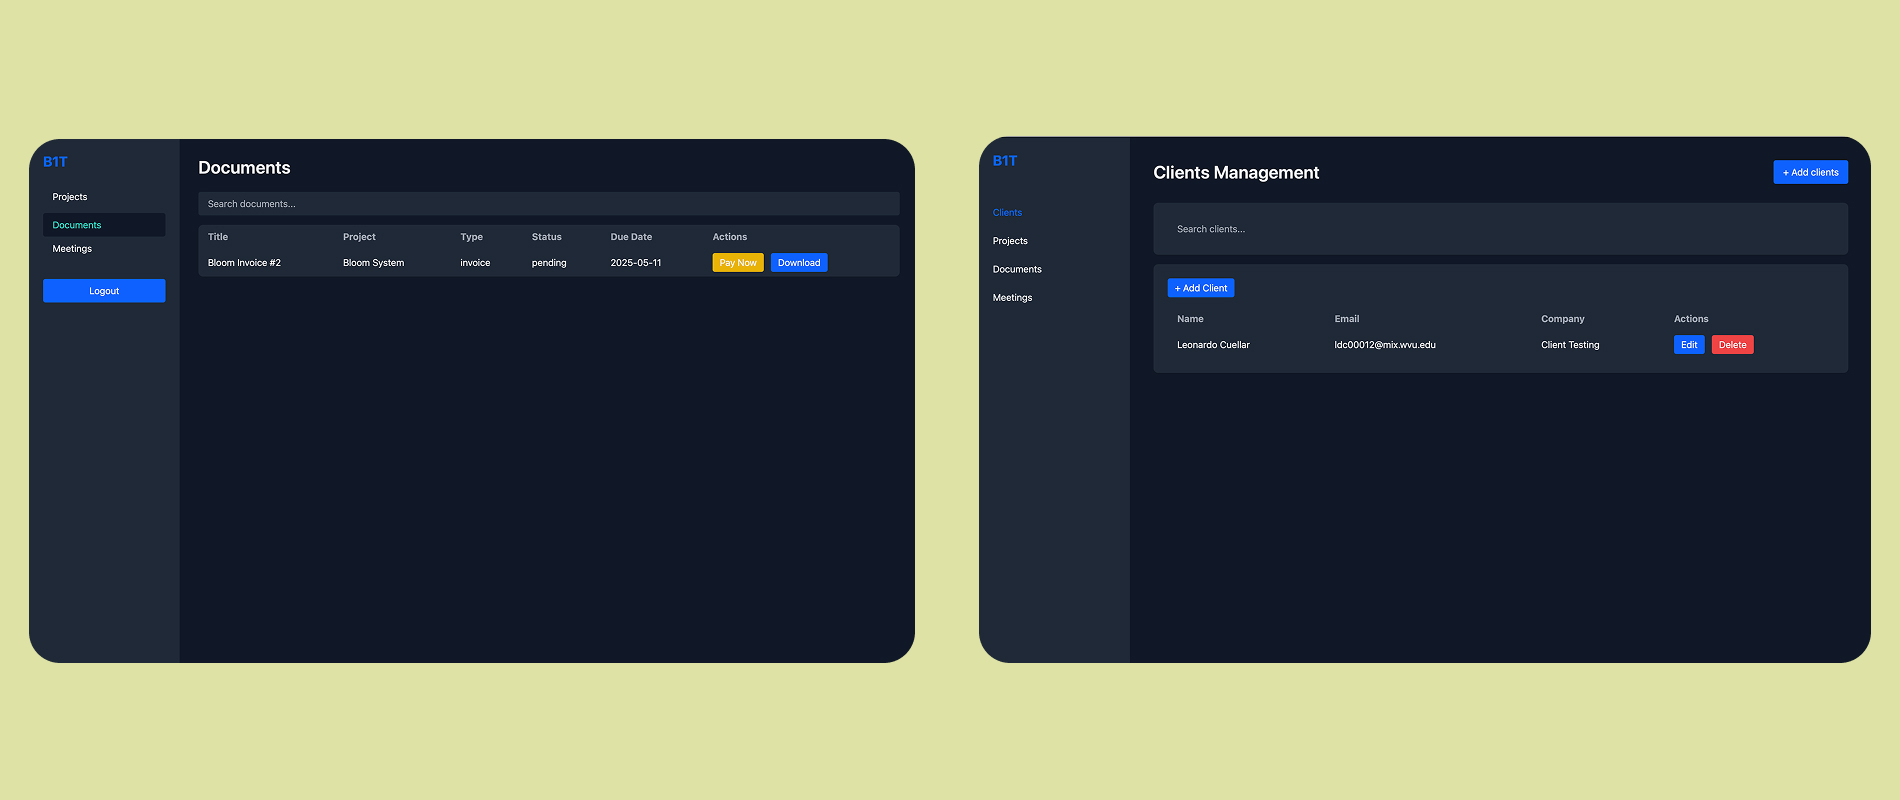 B1T
Projects
Documents
Meetings
Logout
Documents
Search documents...
Title Project Type Status Due Date Actions
Bloom Invoice #2 Bloom System invoice pending 2025-05-11 Pay Now Download
B1T
Clients
Projects
Documents
Meetings
Clients Management
+ Add clients
Search clients...
+ Add Client
Name Email Company Actions
Leonardo Cuellar ldc00012@mix.wvu.edu Client Testing Edit Delete